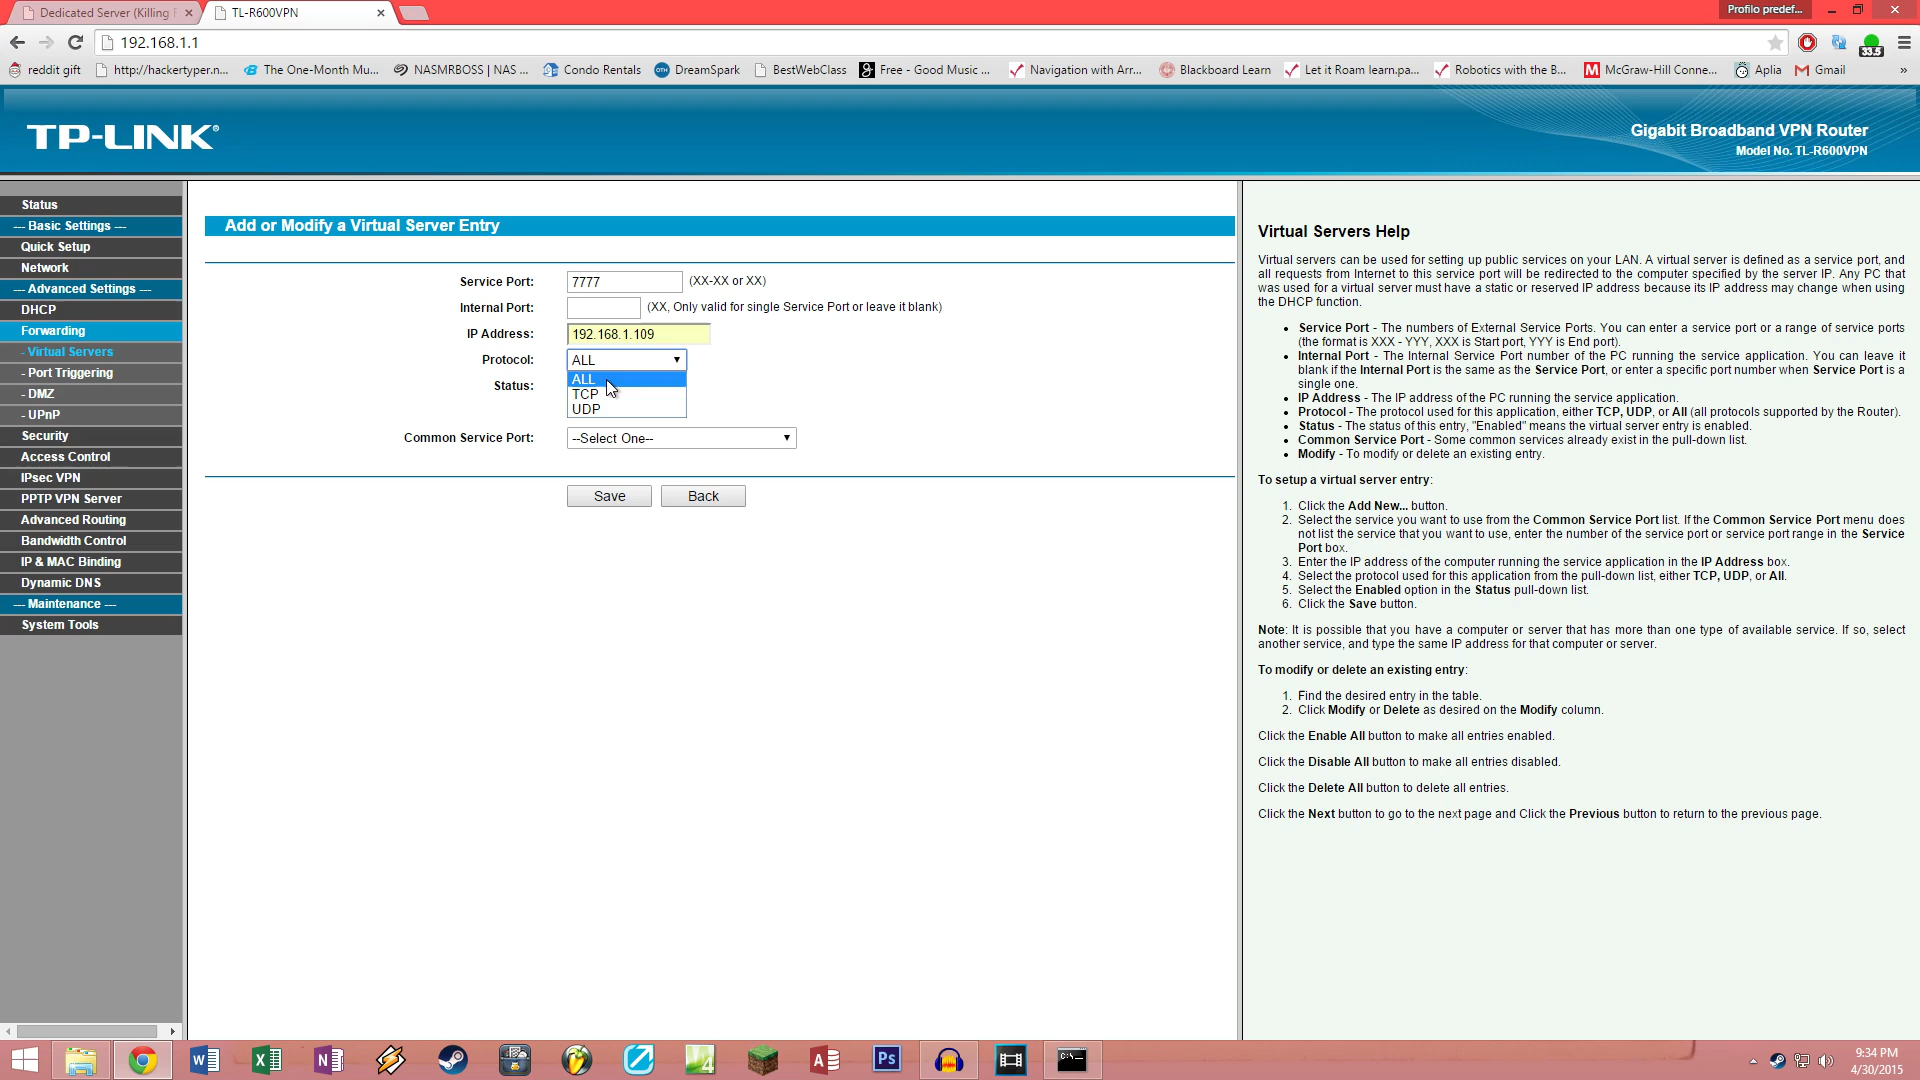 Dedicated Server (Killing F
TL-R600VPN
Profilo predef...
192.168.1.1
33.5
reddit gift
http://hackertyper.n...
The One-Month Mu...
NASMRBOSS | NAS ...
Condo Rentals
DreamSpark
BestWebClass
Free - Good Music ...
Navigation with Arr...
Blackboard Learn
Let it Roam learn.pa...
Robotics with the B...
McGraw-Hill Conne...
Aplia
Gmail
»
TP-LINK®
Gigabit Broadband VPN Router
Model No. TL-R600VPN
Status
--- Basic Settings ---
Quick Setup
Network
--- Advanced Settings ---
DHCP
Forwarding
- Virtual Servers
- Port Triggering
- DMZ
- UPnP
Security
Access Control
IPsec VPN
PPTP VPN Server
Advanced Routing
Bandwidth Control
IP & MAC Binding
Dynamic DNS
--- Maintenance ---
System Tools
Add or Modify a Virtual Server Entry
Service Port: 7777 (XX-XX or XX)
Internal Port: (XX, Only valid for single Service Port or leave it blank)
IP Address: 192.168.1.109
Protocol: ALL
ALL
TCP
UDP
Status:
Common Service Port: --Select One--
Save Back
Virtual Servers Help
Virtual servers can be used for setting up public services on your LAN. A virtual server is defined as a service port, and
all requests from Internet to this service port will be redirected to the computer specified by the server IP. Any PC that
was used for a virtual server must have a static or reserved IP address because its IP address may change when using
the DHCP function.
• Service Port - The numbers of External Service Ports. You can enter a service port or a range of service ports
(the format is XXX - YYY, XXX is Start port, YYY is End port).
• Internal Port - The Internal Service Port number of the PC running the service application. You can leave it
blank if the Internal Port is the same as the Service Port, or enter a specific port number when Service Port is a
single one.
• IP Address - The IP address of the PC running the service application.
• Protocol - The protocol used for this application, either TCP, UDP, or All (all protocols supported by the Router).
• Status - The status of this entry, "Enabled" means the virtual server entry is enabled.
• Common Service Port - Some common services already exist in the pull-down list.
• Modify - To modify or delete an existing entry.
To setup a virtual server entry:
1. Click the Add New... button.
2. Select the service you want to use from the Common Service Port list. If the Common Service Port menu does
not list the service that you want to use, enter the number of the service port or service port range in the Service
Port box.
3. Enter the IP address of the computer running the service application in the IP Address box.
4. Select the protocol used for this application from the pull-down list, either TCP, UDP, or All.
5. Select the Enabled option in the Status pull-down list.
6. Click the Save button.
Note: It is possible that you have a computer or server that has more than one type of available service. If so, select
another service, and type the same IP address for that computer or server.
To modify or delete an existing entry:
1. Find the desired entry in the table.
2. Click Modify or Delete as desired on the Modify column.
Click the Enable All button to make all entries enabled.
Click the Disable All button to make all entries disabled.
Click the Delete All button to delete all entries.
Click the Next button to go to the next page and Click the Previous button to return to the previous page.
9:34 PM
4/30/2015